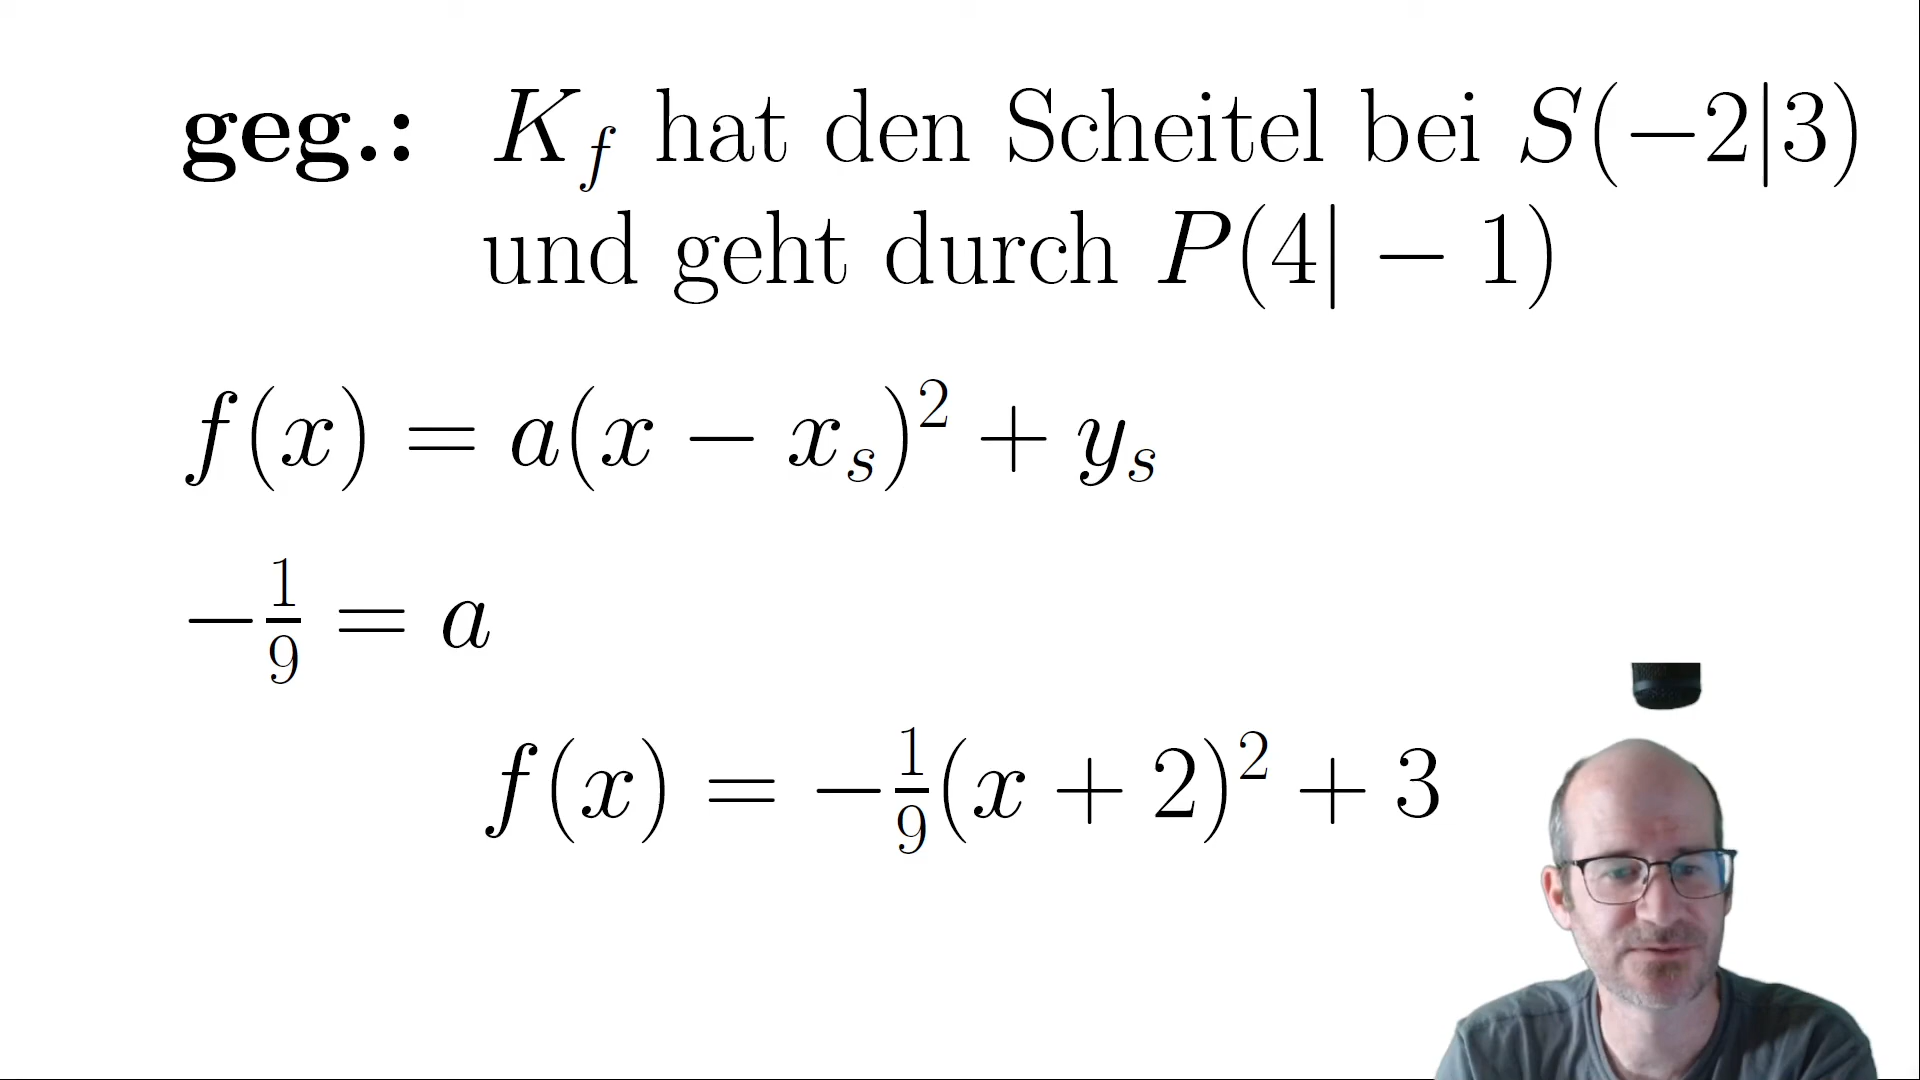 geg.: K_f hat den Scheitel bei S(−2|3)
und geht durch P(4| − 1)
f(x) = a(x − x_s)² + y_s
−1/9 = a
f(x) = −1/9(x + 2)² + 3